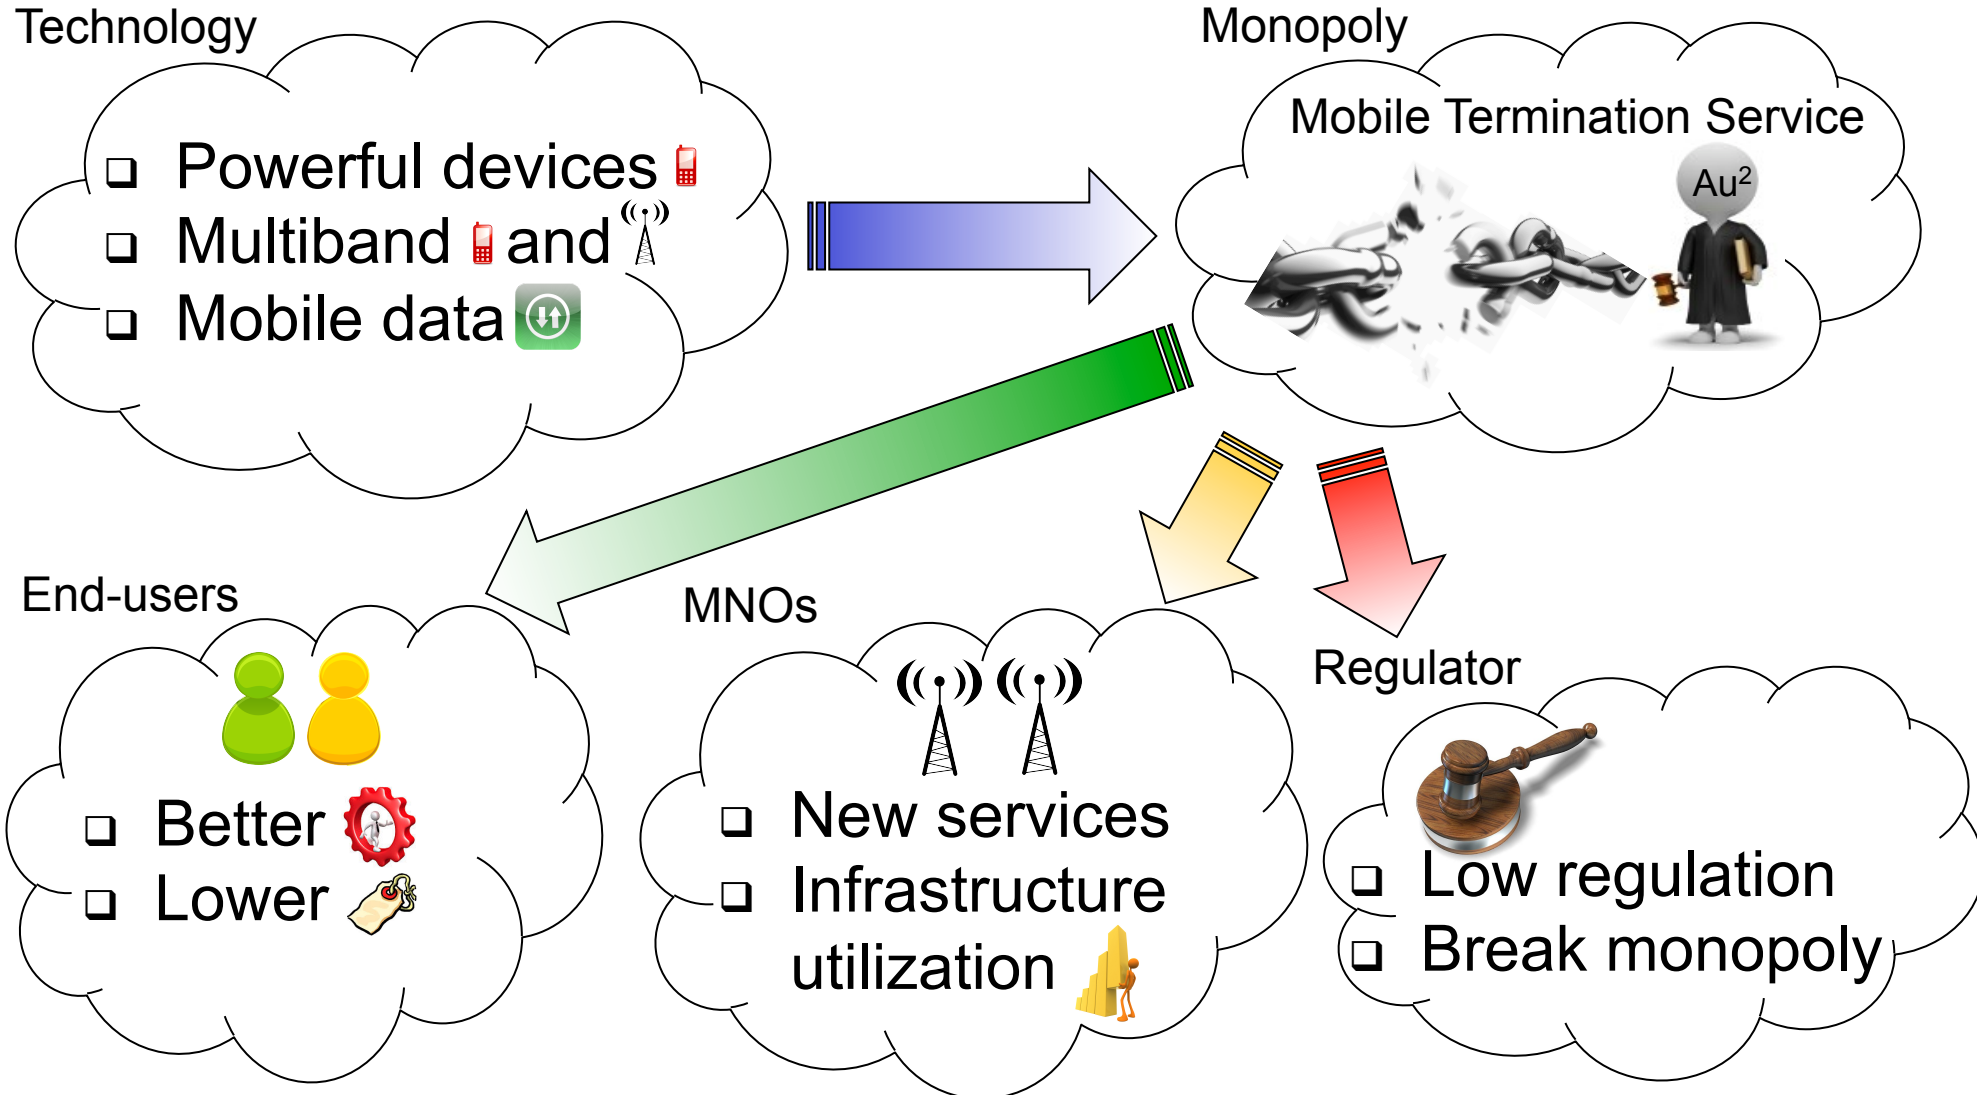 Technology
Powerful devices
Multiband and
Mobile data
Monopoly
Mobile Termination Service
Au²
End-users
Better
Lower
MNOs
New services
Infrastructure
utilization
Regulator
Low regulation
Break monopoly